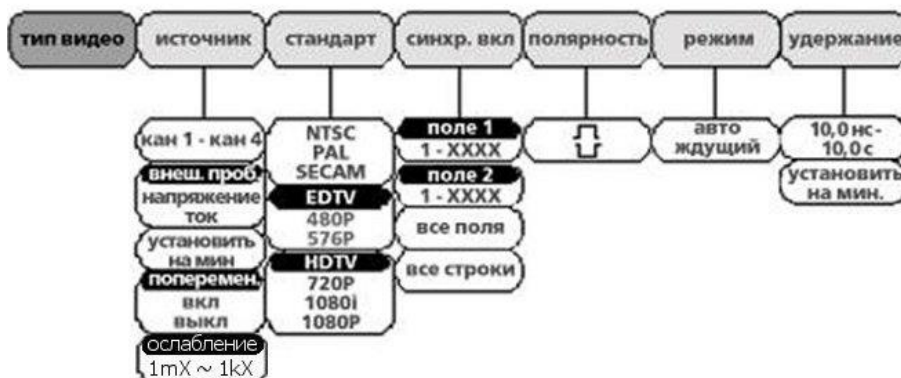 тип видео
источник
стандарт
синхр. вкл
полярность
режим
удержание
кан 1 - кан 4
внеш. проб
напряжение
ток
установить
на мин
поперемен.
вкл
выкл
ослабление
1mX ~ 1kX
NTSC
PAL
SECAM
EDTV
480P
576P
HDTV
720P
1080i
1080P
поле 1
1 - XXXX
поле 2
1 - XXXX
все поля
все строки
авто
ждущий
10,0 нс-
10,0 с
установить
на мин.